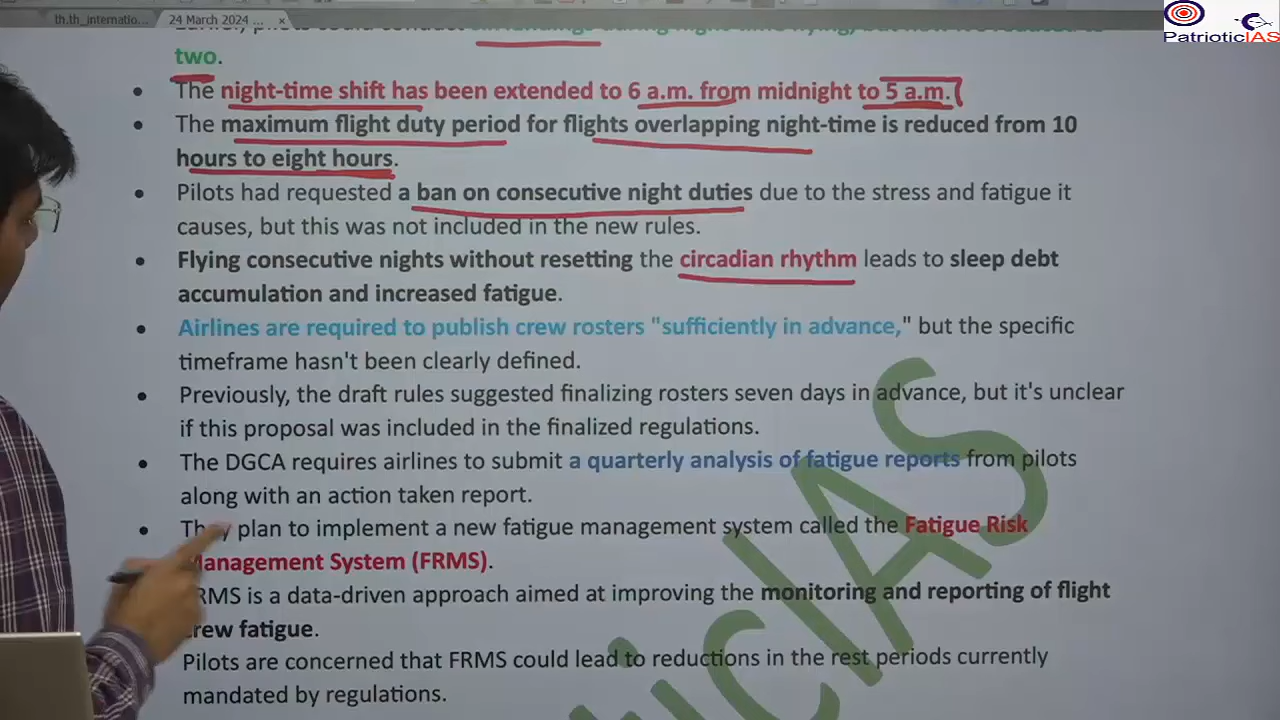 th.th_internatio...
24 March 2024 ...
×
PatrioticIAS
two.
• The night-time shift has been extended to 6 a.m. from midnight to 5 a.m.
• The maximum flight duty period for flights overlapping night-time is reduced from 10
hours to eight hours.
• Pilots had requested a ban on consecutive night duties due to the stress and fatigue it
causes, but this was not included in the new rules.
• Flying consecutive nights without resetting the circadian rhythm leads to sleep debt
accumulation and increased fatigue.
• Airlines are required to publish crew rosters "sufficiently in advance," but the specific
timeframe hasn't been clearly defined.
• Previously, the draft rules suggested finalizing rosters seven days in advance, but it's unclear
if this proposal was included in the finalized regulations.
• The DGCA requires airlines to submit a quarterly analysis of fatigue reports from pilots
along with an action taken report.
• They plan to implement a new fatigue management system called the Fatigue Risk
Management System (FRMS).
FRMS is a data-driven approach aimed at improving the monitoring and reporting of flight
crew fatigue.
Pilots are concerned that FRMS could lead to reductions in the rest periods currently
mandated by regulations.
ticIAS